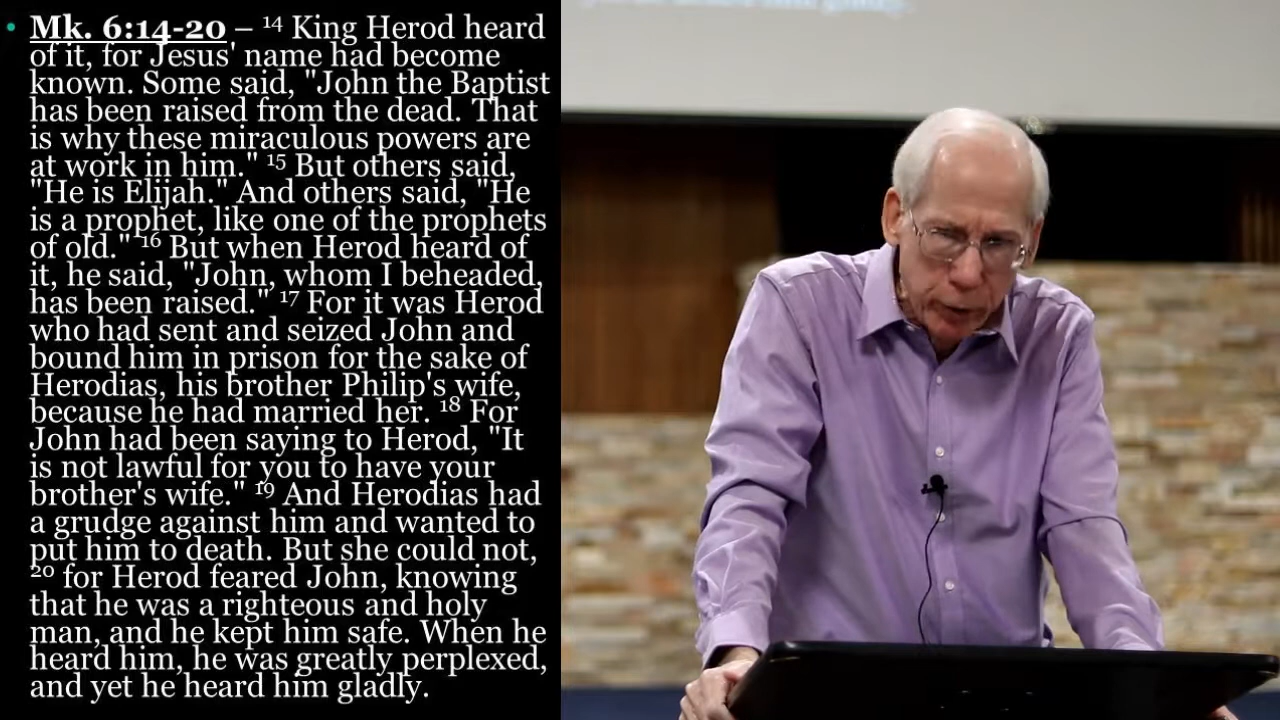 • Mk. 6:14-20 – 14 King Herod heard
of it, for Jesus' name had become
known. Some said, "John the Baptist
has been raised from the dead. That
is why these miraculous powers are
at work in him." 15 But others said,
"He is Elijah." And others said, "He
is a prophet, like one of the prophets
of old." 16 But when Herod heard of
it, he said, "John, whom I beheaded,
has been raised." 17 For it was Herod
who had sent and seized John and
bound him in prison for the sake of
Herodias, his brother Philip's wife,
because he had married her. 18 For
John had been saying to Herod, "It
is not lawful for you to have your
brother's wife." 19 And Herodias had
a grudge against him and wanted to
put him to death. But she could not,
20 for Herod feared John, knowing
that he was a righteous and holy
man, and he kept him safe. When he
heard him, he was greatly perplexed,
and yet he heard him gladly.